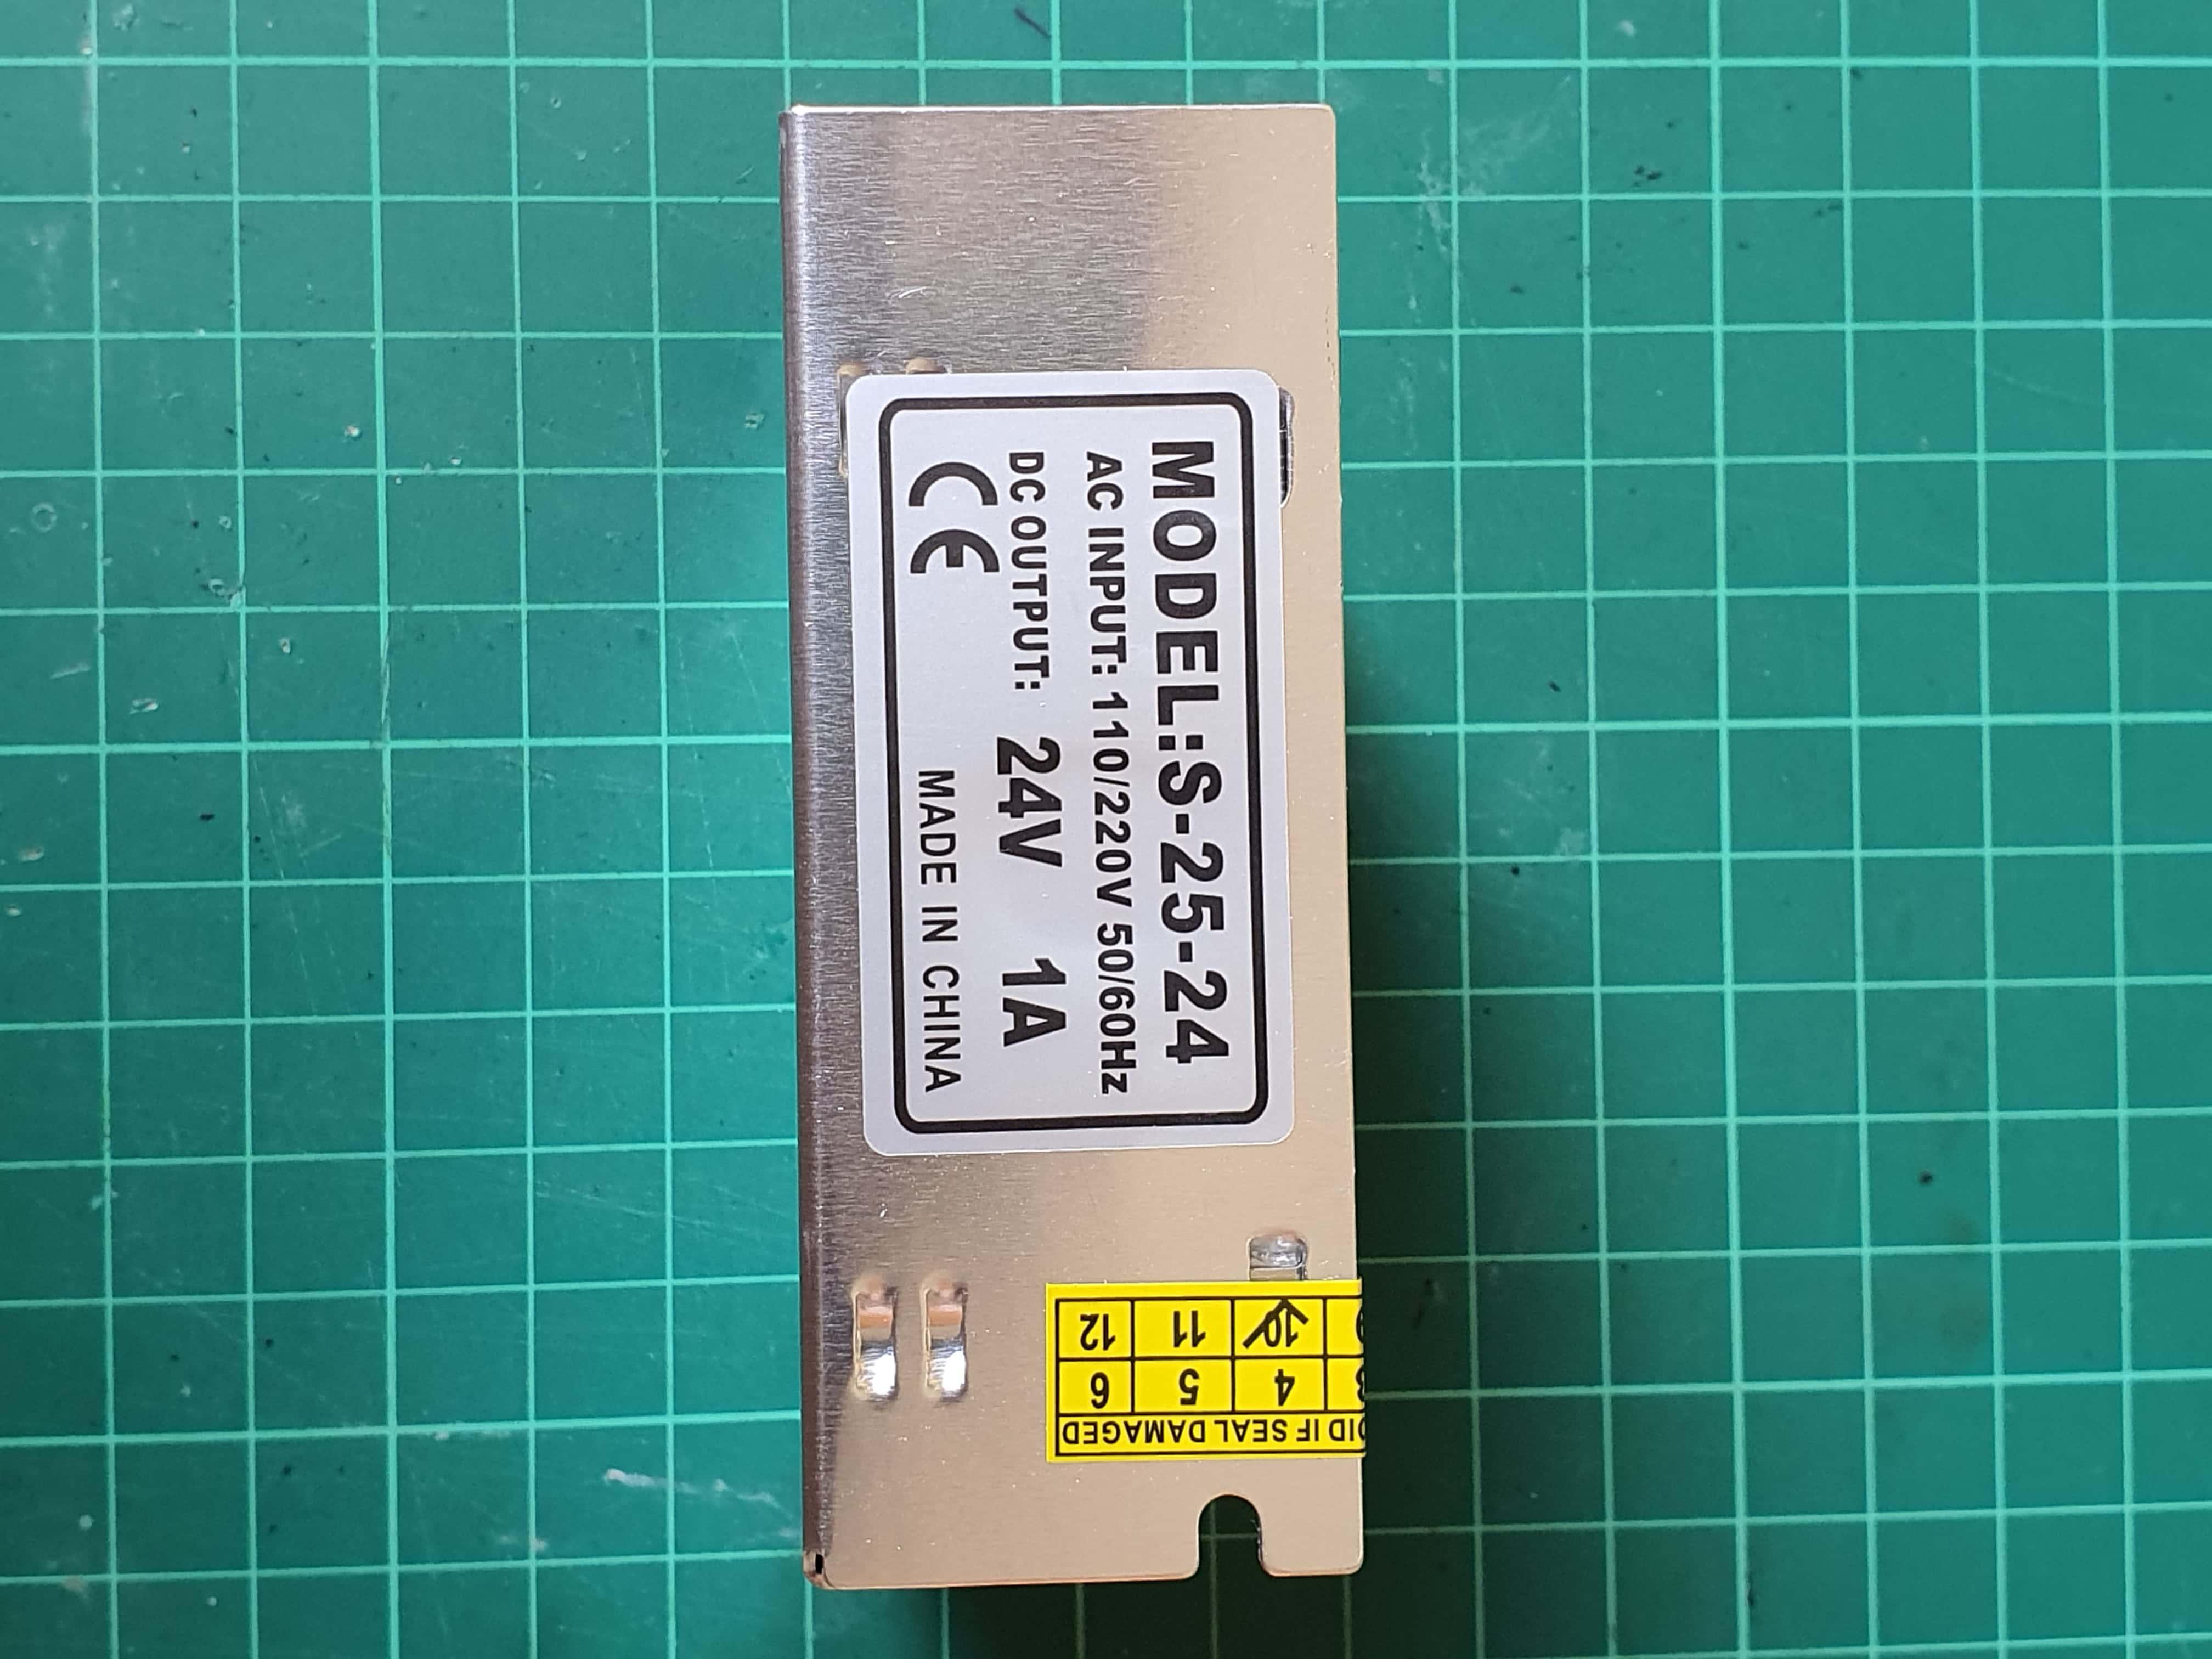 MODEL:S-25-24
AC INPUT: 110/220V 50/60Hz
DC OUTPUT: 24V 1A
CE MADE IN CHINA
IF SEAL DAMAGED
4 5 6
10 11 12